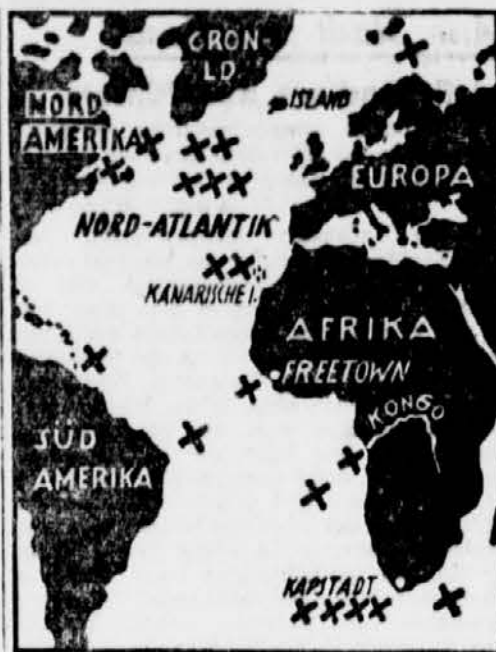 GRÖN-
LD
ISLAND
NORD
AMERIKA
EUROPA
NORD-ATLANTIK
KANARISCHE I.
AFRIKA
FREETOWN
KONGO
SÜD
AMERIKA
KAPSTADT